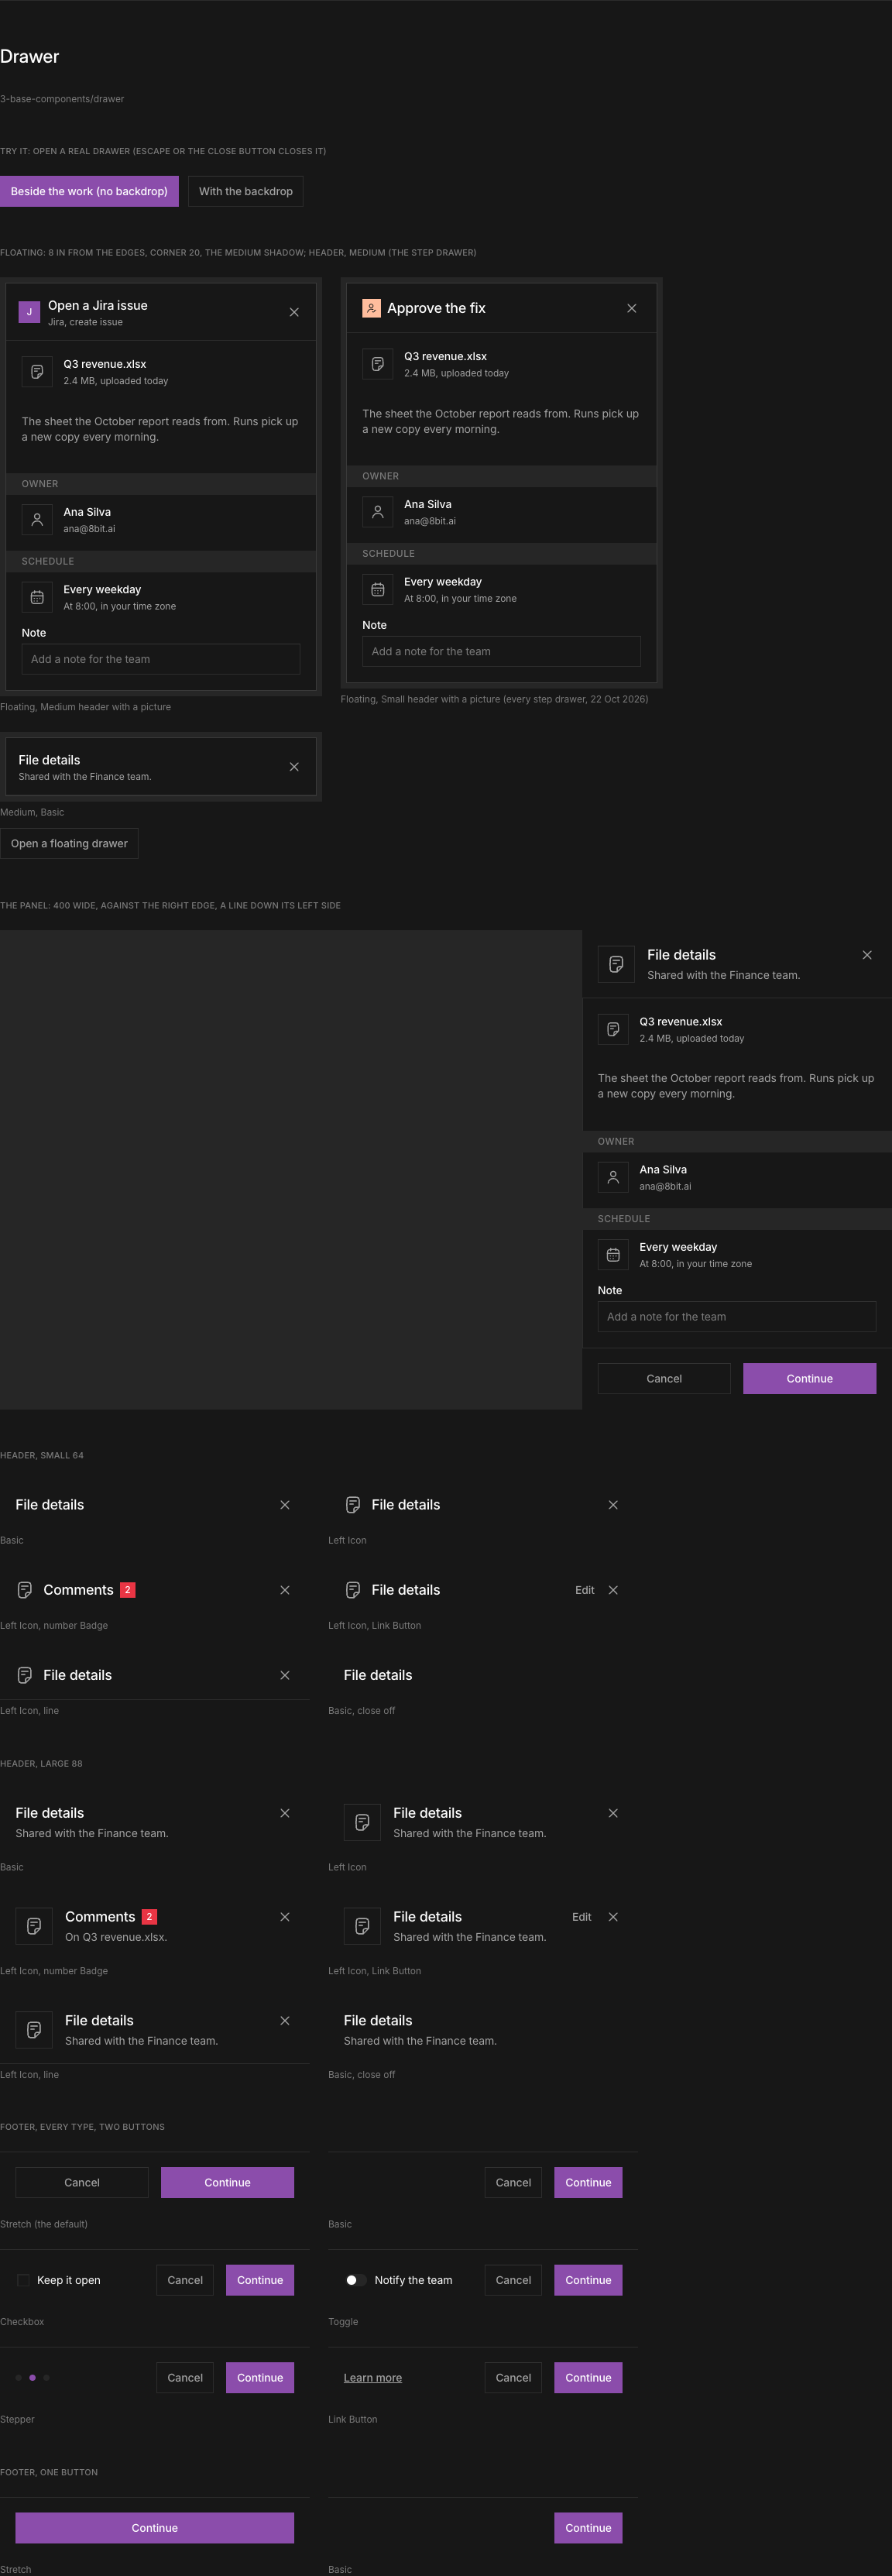 Drawer
3-base-components/drawer
TRY IT: OPEN A REAL DRAWER (ESCAPE OR THE CLOSE BUTTON CLOSES IT)
Beside the work (no backdrop)
With the backdrop
FLOATING: 8 IN FROM THE EDGES, CORNER 20, THE MEDIUM SHADOW; HEADER, MEDIUM (THE STEP DRAWER)
J
Open a Jira issue
Jira, create issue
Q3 revenue.xlsx
2.4 MB, uploaded today
The sheet the October report reads from. Runs pick up
a new copy every morning.
OWNER
Ana Silva
ana@8bit.ai
SCHEDULE
Every weekday
At 8:00, in your time zone
Note
Add a note for the team
Floating, Medium header with a picture
Approve the fix
Q3 revenue.xlsx
2.4 MB, uploaded today
The sheet the October report reads from. Runs pick up
a new copy every morning.
OWNER
Ana Silva
ana@8bit.ai
SCHEDULE
Every weekday
At 8:00, in your time zone
Note
Add a note for the team
Floating, Small header with a picture (every step drawer, 22 Oct 2026)
File details
Shared with the Finance team.
Medium, Basic
Open a floating drawer
THE PANEL: 400 WIDE, AGAINST THE RIGHT EDGE, A LINE DOWN ITS LEFT SIDE
File details
Shared with the Finance team.
Q3 revenue.xlsx
2.4 MB, uploaded today
The sheet the October report reads from. Runs pick up
a new copy every morning.
OWNER
Ana Silva
ana@8bit.ai
SCHEDULE
Every weekday
At 8:00, in your time zone
Note
Add a note for the team
Cancel
Continue
HEADER, SMALL 64
File details
Basic
File details
Left Icon
Comments 2
Left Icon, number Badge
File details
Edit
Left Icon, Link Button
File details
Left Icon, line
File details
Basic, close off
HEADER, LARGE 88
File details
Shared with the Finance team.
Basic
File details
Shared with the Finance team.
Left Icon
Comments 2
On Q3 revenue.xlsx.
Left Icon, number Badge
File details
Shared with the Finance team.
Edit
Left Icon, Link Button
File details
Shared with the Finance team.
Left Icon, line
File details
Shared with the Finance team.
Basic, close off
FOOTER, EVERY TYPE, TWO BUTTONS
Cancel
Continue
Stretch (the default)
Cancel
Continue
Basic
Keep it open
Cancel
Continue
Checkbox
Notify the team
Cancel
Continue
Toggle
Cancel
Continue
Stepper
Learn more
Cancel
Continue
Link Button
FOOTER, ONE BUTTON
Continue
Stretch
Continue
Basic